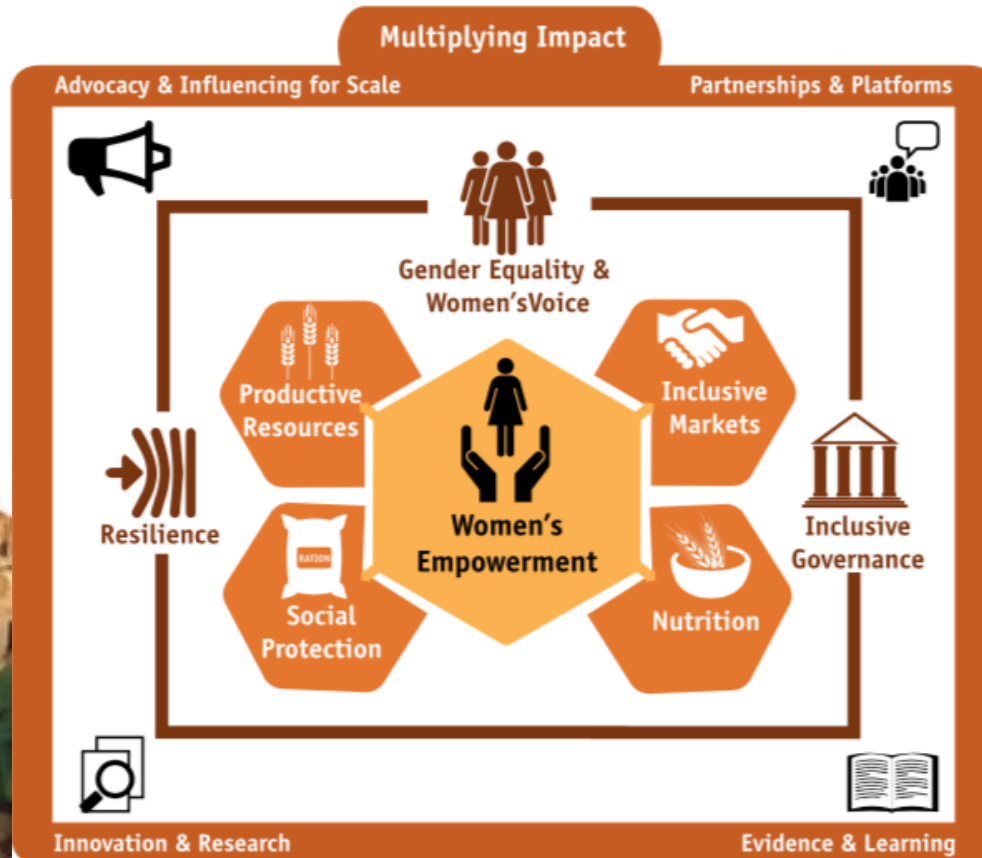 Multiplying Impact
Advocacy & Influencing for Scale
Partnerships & Platforms
Gender Equality &
Women'sVoice
Productive
Resources
Inclusive
Markets
Resilience
Women's
Empowerment
Inclusive
Governance
RATION
Social
Protection
Nutrition
Innovation & Research
Evidence & Learning